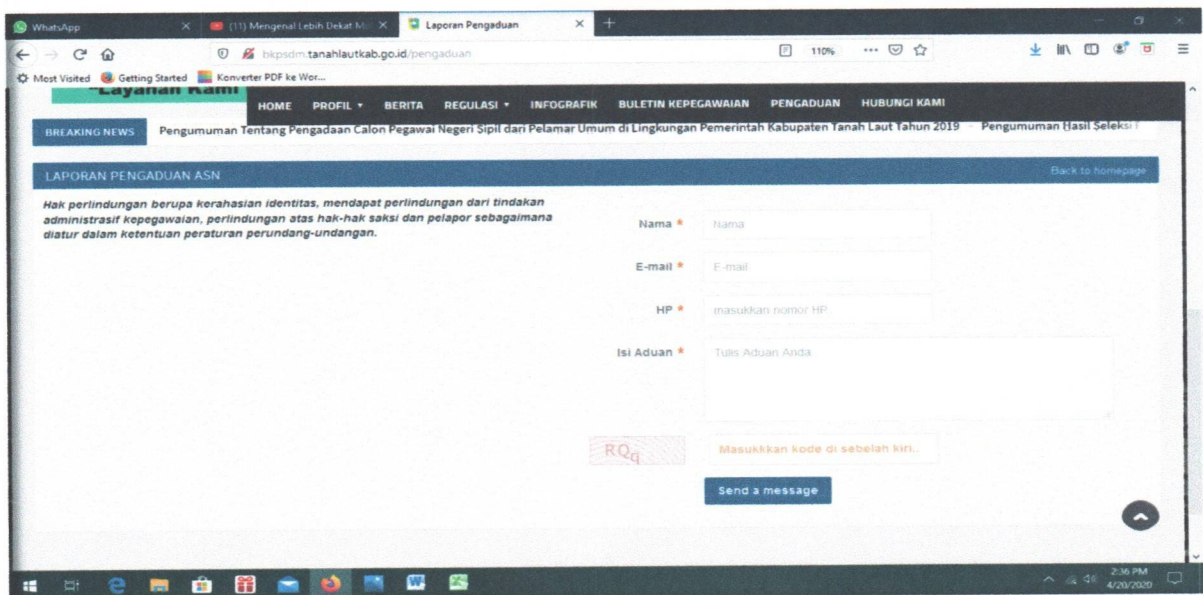 WhatsApp
(11) Mengenal Lebih Dekat
Laporan Pengaduan
bkpsdm.tanahlautkab.go.id/pengaduan
110%
Most Visited
Getting Started
Konverter PDF ke Wor...
"Layanan Kami
HOME
PROFIL
BERITA
REGULASI
INFOGRAFIK
BULETIN KEPEGAWAIAN
PENGADUAN
HUBUNGI KAMI
BREAKING NEWS
Pengumuman Tentang Pengadaan Calon Pegawai Negeri Sipil dari Pelamar Umum di Lingkungan Pemerintah Kabupaten Tanah Laut Tahun 2019 - Pengumuman Hasil Seleksi
LAPORAN PENGADUAN ASN
Back to homepage
Hak perlindungan berupa kerahasian identitas, mendapat perlindungan dari tindakan
administrasif kepegawaian, perlindungan atas hak-hak saksi dan pelapor sebagaimana
diatur dalam ketentuan peraturan perundang-undangan.
Nama *
Nama
E-mail *
E-mail
HP *
masukkan nomor HP
Isi Aduan *
Tulis Aduan Anda
RQq
Masukkkan kode di sebelah kiri..
Send a message
2:36 PM
4/20/2020